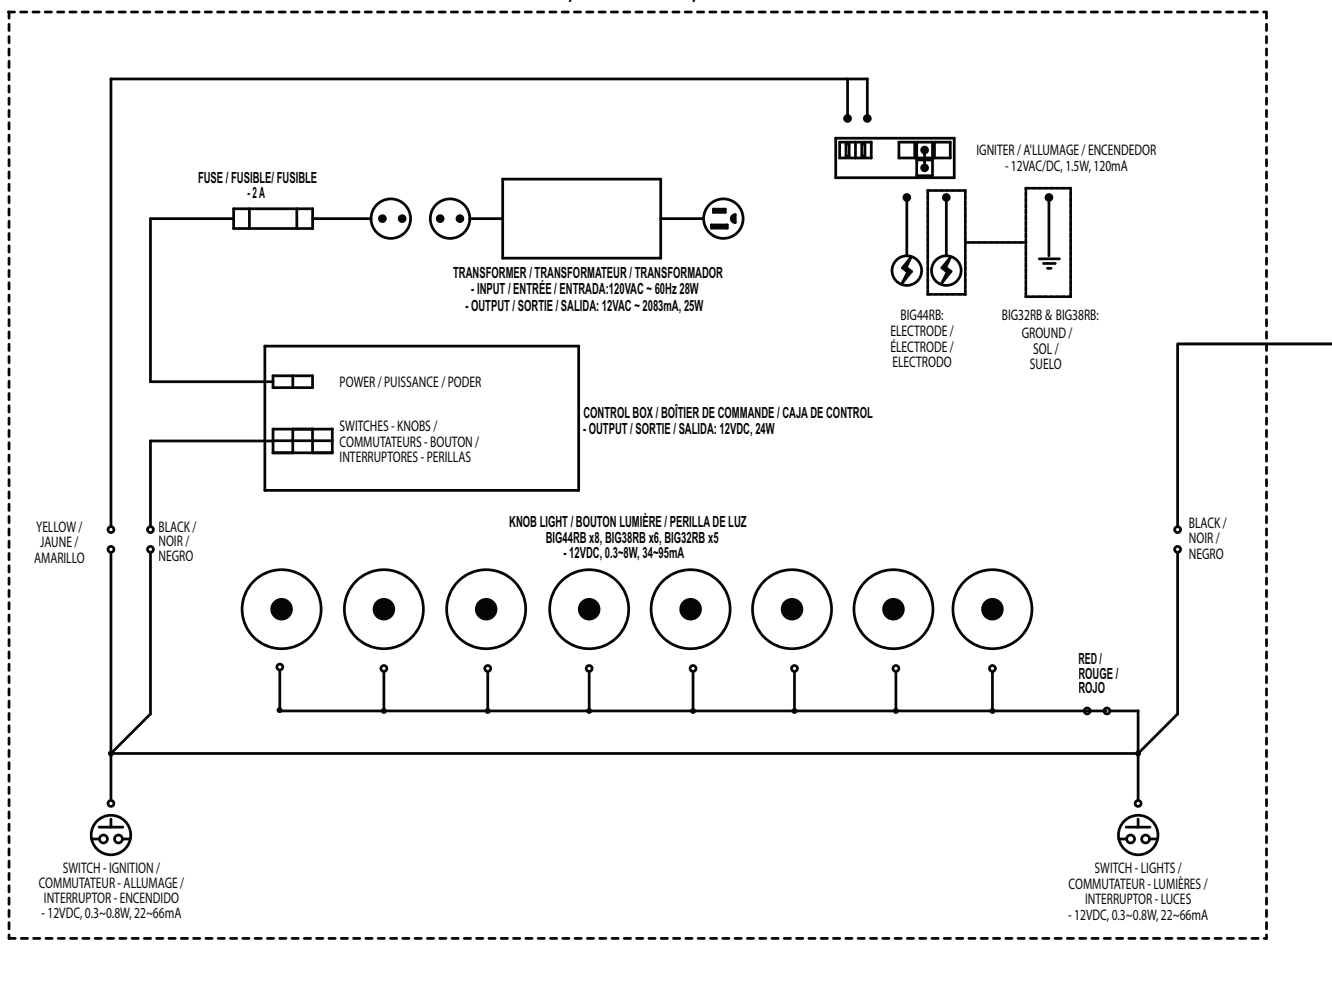 IGNITER / A'LLUMAGE / ENCENDEDOR
- 12VAC/DC, 1.5W, 120mA
FUSE / FUSIBLE/ FUSIBLE
- 2 A
TRANSFORMER / TRANSFORMATEUR / TRANSFORMADOR
- INPUT / ENTRÉE / ENTRADA:120VAC ~ 60Hz 28W
- OUTPUT / SORTIE / SALIDA: 12VAC ~ 2083mA, 25W
BIG44RB:
ELECTRODE /
ÉLECTRODE /
ELECTRODO
BIG32RB & BIG38RB:
GROUND /
SOL /
SUELO
POWER / PUISSANCE / PODER
SWITCHES - KNOBS /
COMMUTATEURS - BOUTON /
INTERRUPTORES - PERILLAS
CONTROL BOX / BOÎTIER DE COMMANDE / CAJA DE CONTROL
- OUTPUT / SORTIE / SALIDA: 12VDC, 24W
YELLOW /
JAUNE /
AMARILLO
BLACK /
NOIR /
NEGRO
KNOB LIGHT / BOUTON LUMIÈRE / PERILLA DE LUZ
BIG44RB x8, BIG38RB x6, BIG32RB x5
- 12VDC, 0.3~8W, 34~95mA
BLACK /
NOIR /
NEGRO
RED /
ROUGE /
ROJO
SWITCH - IGNITION /
COMMUTATEUR - ALLUMAGE /
INTERRUPTOR - ENCENDIDO
- 12VDC, 0.3~0.8W, 22~66mA
SWITCH - LIGHTS /
COMMUTATEUR - LUMIÈRES /
INTERRUPTOR - LUCES
- 12VDC, 0.3~0.8W, 22~66mA